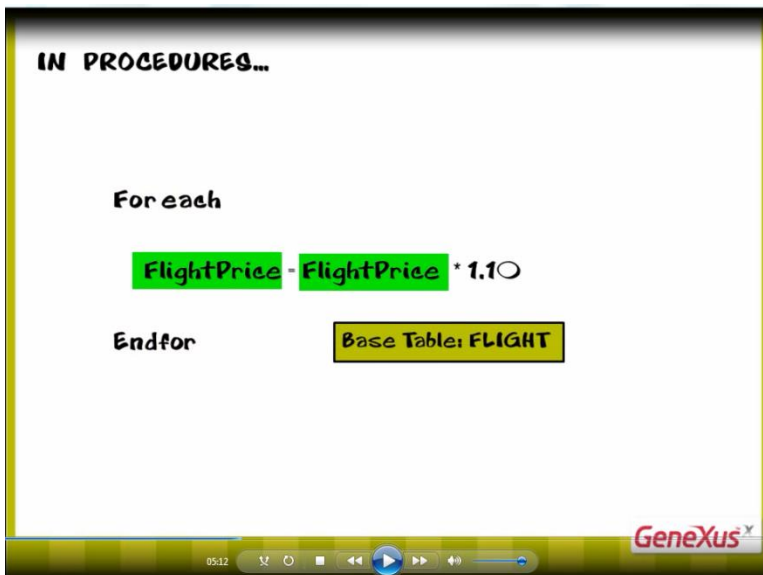 IN PROCEDURES...
For each
FlightPrice = FlightPrice * 1.10
Endfor
Base Table: FLIGHT
GeneXus X
05:12